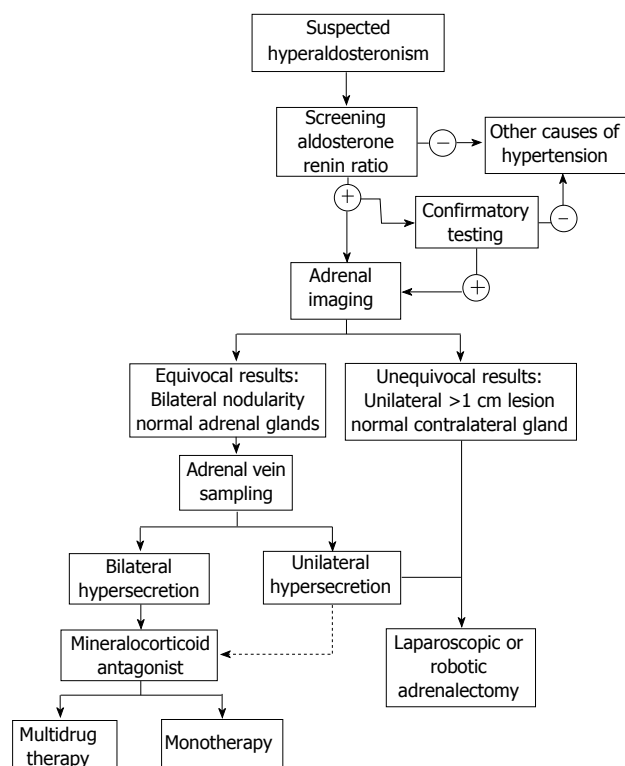 Suspected
hyperaldosteronism
Screening
aldosterone
renin ratio
−
Other causes of
hypertension
+
Confirmatory
testing
−
+
Adrenal
imaging
Equivocal results:
Bilateral nodularity
normal adrenal glands
Unequivocal results:
Unilateral >1 cm lesion
normal contralateral gland
Adrenal vein
sampling
Bilateral
hypersecretion
Unilateral
hypersecretion
Mineralocorticoid
antagonist
Laparoscopic or
robotic
adrenalectomy
Multidrug
therapy
Monotherapy